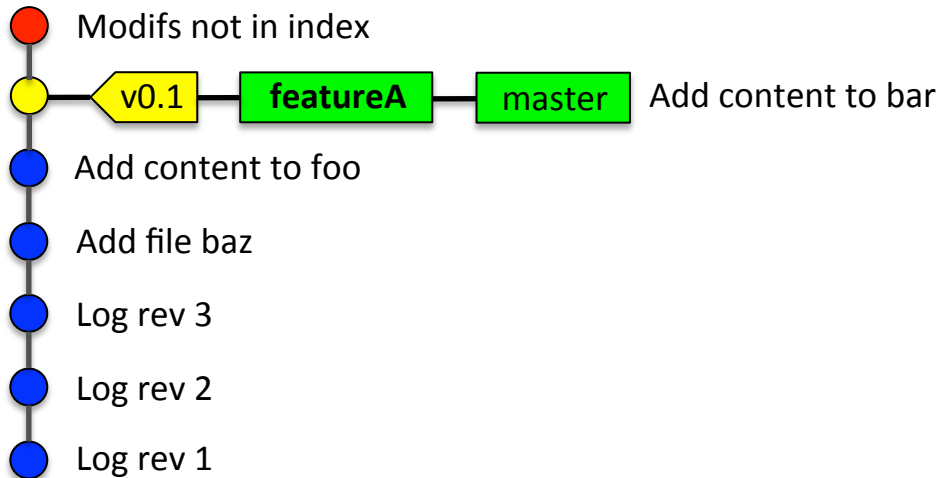 Modifs not in index
v0.1 featureA master Add content to bar
Add content to foo
Add file baz
Log rev 3
Log rev 2
Log rev 1